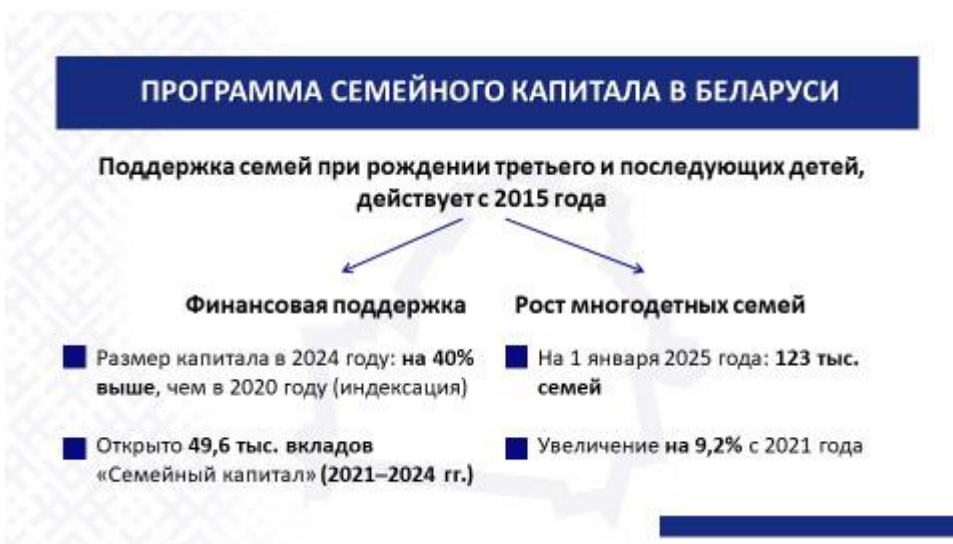 ПРОГРАММА СЕМЕЙНОГО КАПИТАЛА В БЕЛАРУСИ
Поддержка семей при рождении третьего и последующих детей,
действует с 2015 года
Финансовая поддержка
Размер капитала в 2024 году: на 40%
выше, чем в 2020 году (индексация)
Открыто 49,6 тыс. вкладов
«Семейный капитал» (2021–2024 гг.)
Рост многодетных семей
На 1 января 2025 года: 123 тыс.
семей
Увеличение на 9,2% с 2021 года